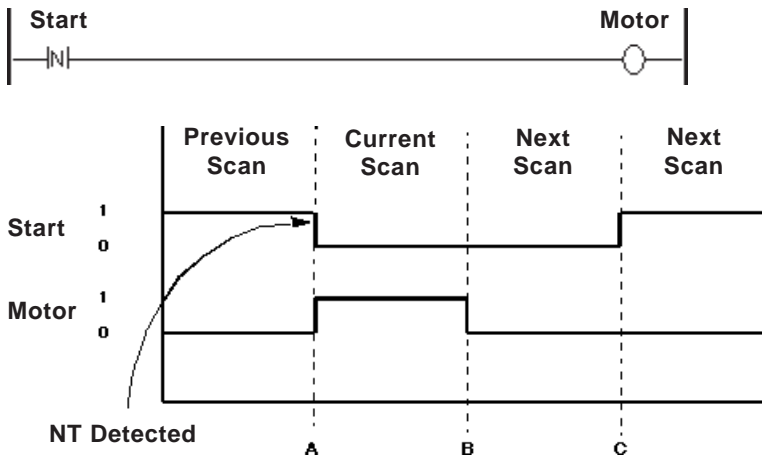 Start Motor
N
Previous Scan
Current Scan
Next Scan
Next Scan
Start 1
0
Motor 1
0
NT Detected
A B C